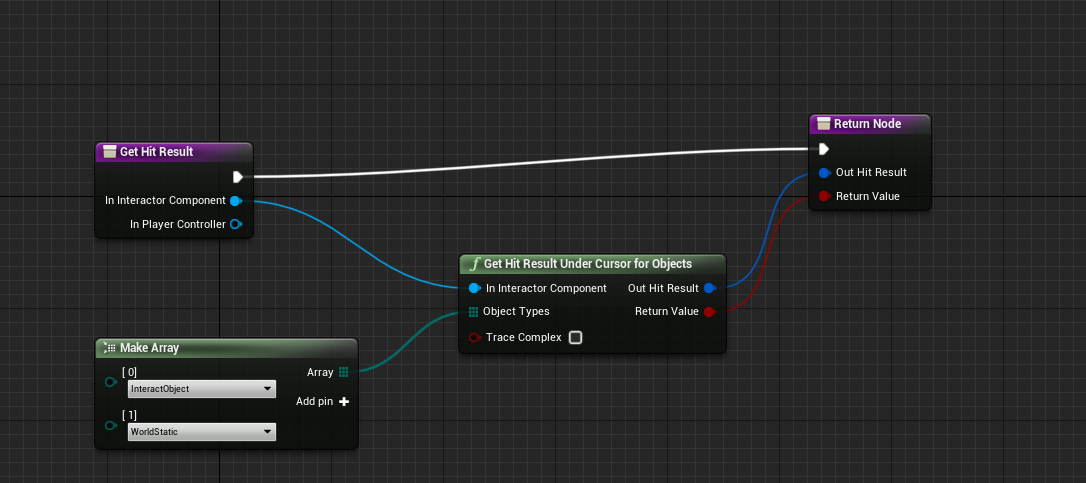 Get Hit Result
In Interactor Component
In Player Controller
Return Node
Out Hit Result
Return Value
f Get Hit Result Under Cursor for Objects
In Interactor Component Out Hit Result
Object Types Return Value
Trace Complex
Make Array
[ 0] Array
InteractObject
Add pin
[ 1]
WorldStatic